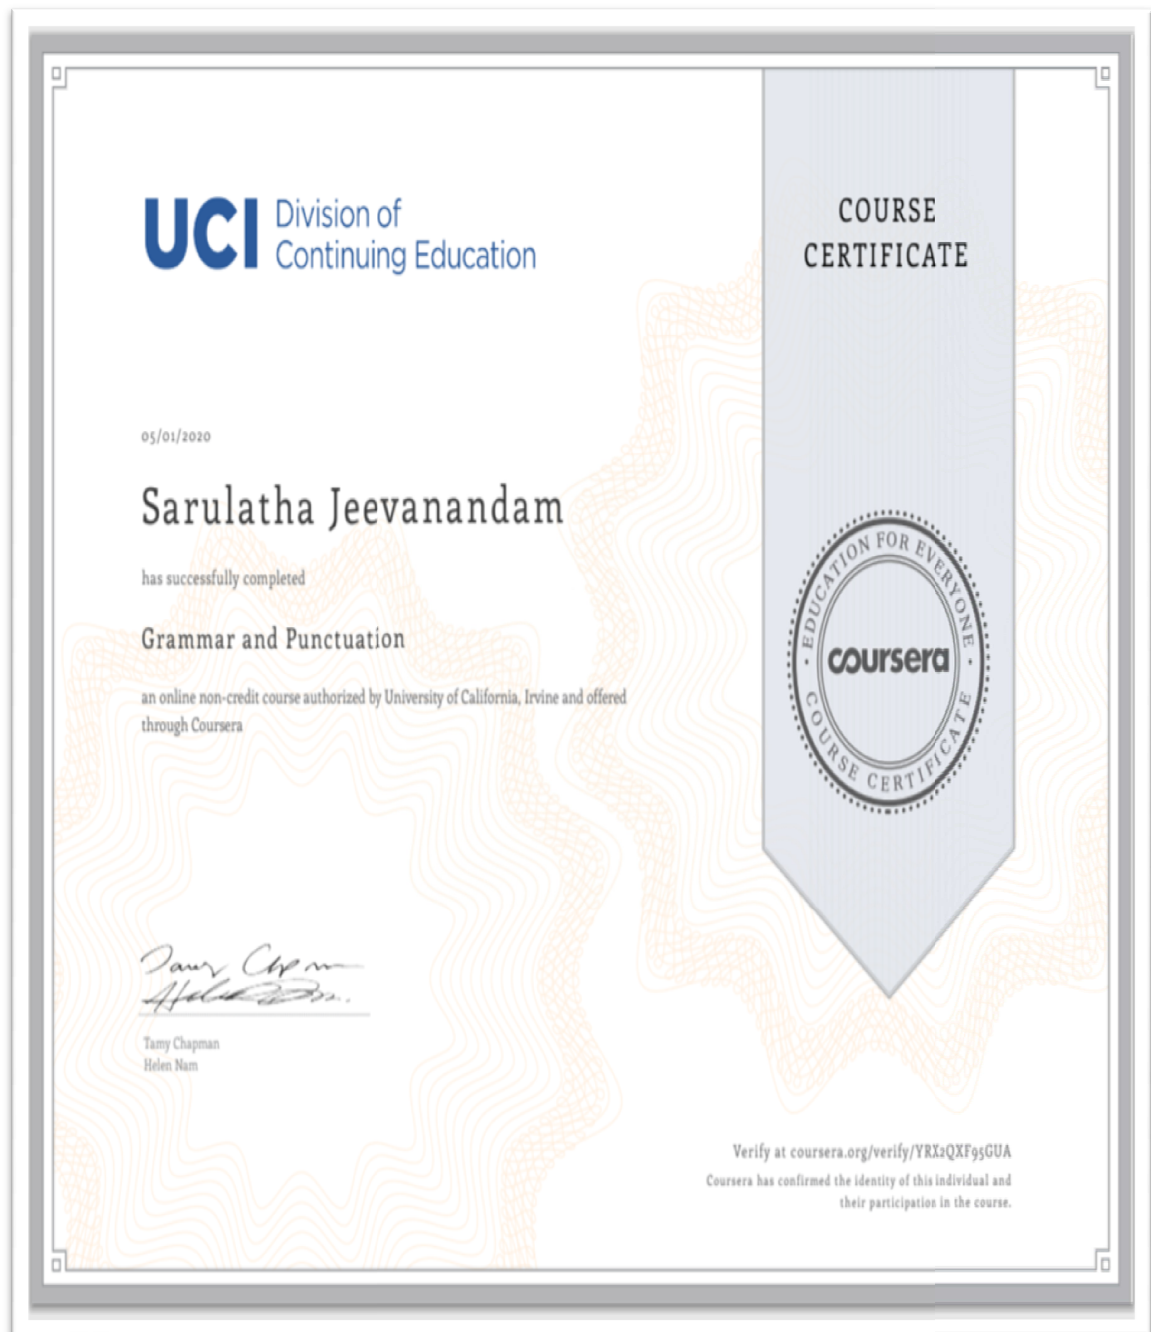 UCI Division of
Continuing Education
COURSE
CERTIFICATE
05/01/2020
Sarulatha Jeevanandam
has successfully completed
Grammar and Punctuation
an online non-credit course authorized by University of California, Irvine and offered
through Coursera
EDUCATION FOR EVERYONE
coursera
COURSE CERTIFICATE
Tamy Chapman
Helen Nam
Verify at coursera.org/verify/YRX2QXF95GUA
Coursera has confirmed the identity of this individual and
their participation in the course.